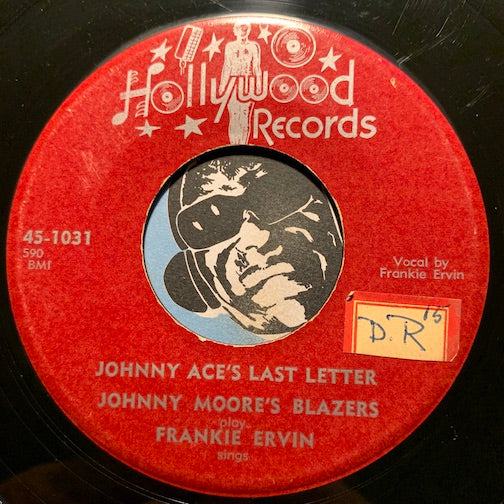 Hollywood
Records
45-1031
590
BMI
Vocal by
Frankie Ervin
D.R 15
JOHNNY ACE'S LAST LETTER
JOHNNY MOORE'S BLAZERS
play
FRANKIE ERVIN
sings